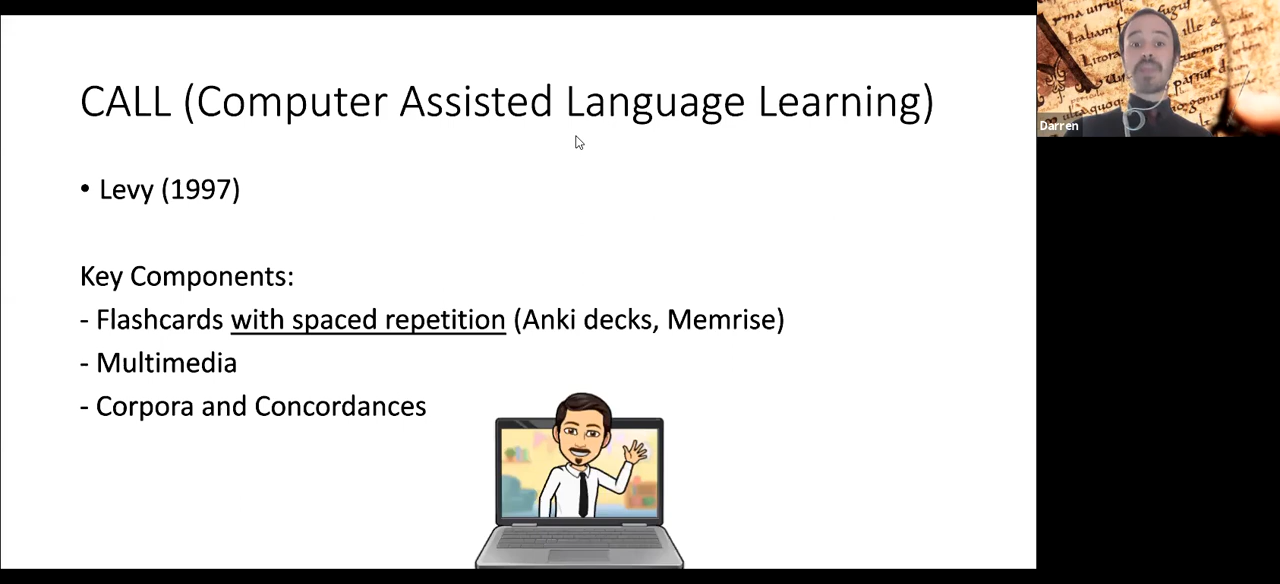 CALL (Computer Assisted Language Learning)
• Levy (1997)
Key Components:
- Flashcards with spaced repetition (Anki decks, Memrise)
- Multimedia
- Corpora and Concordances
Darren